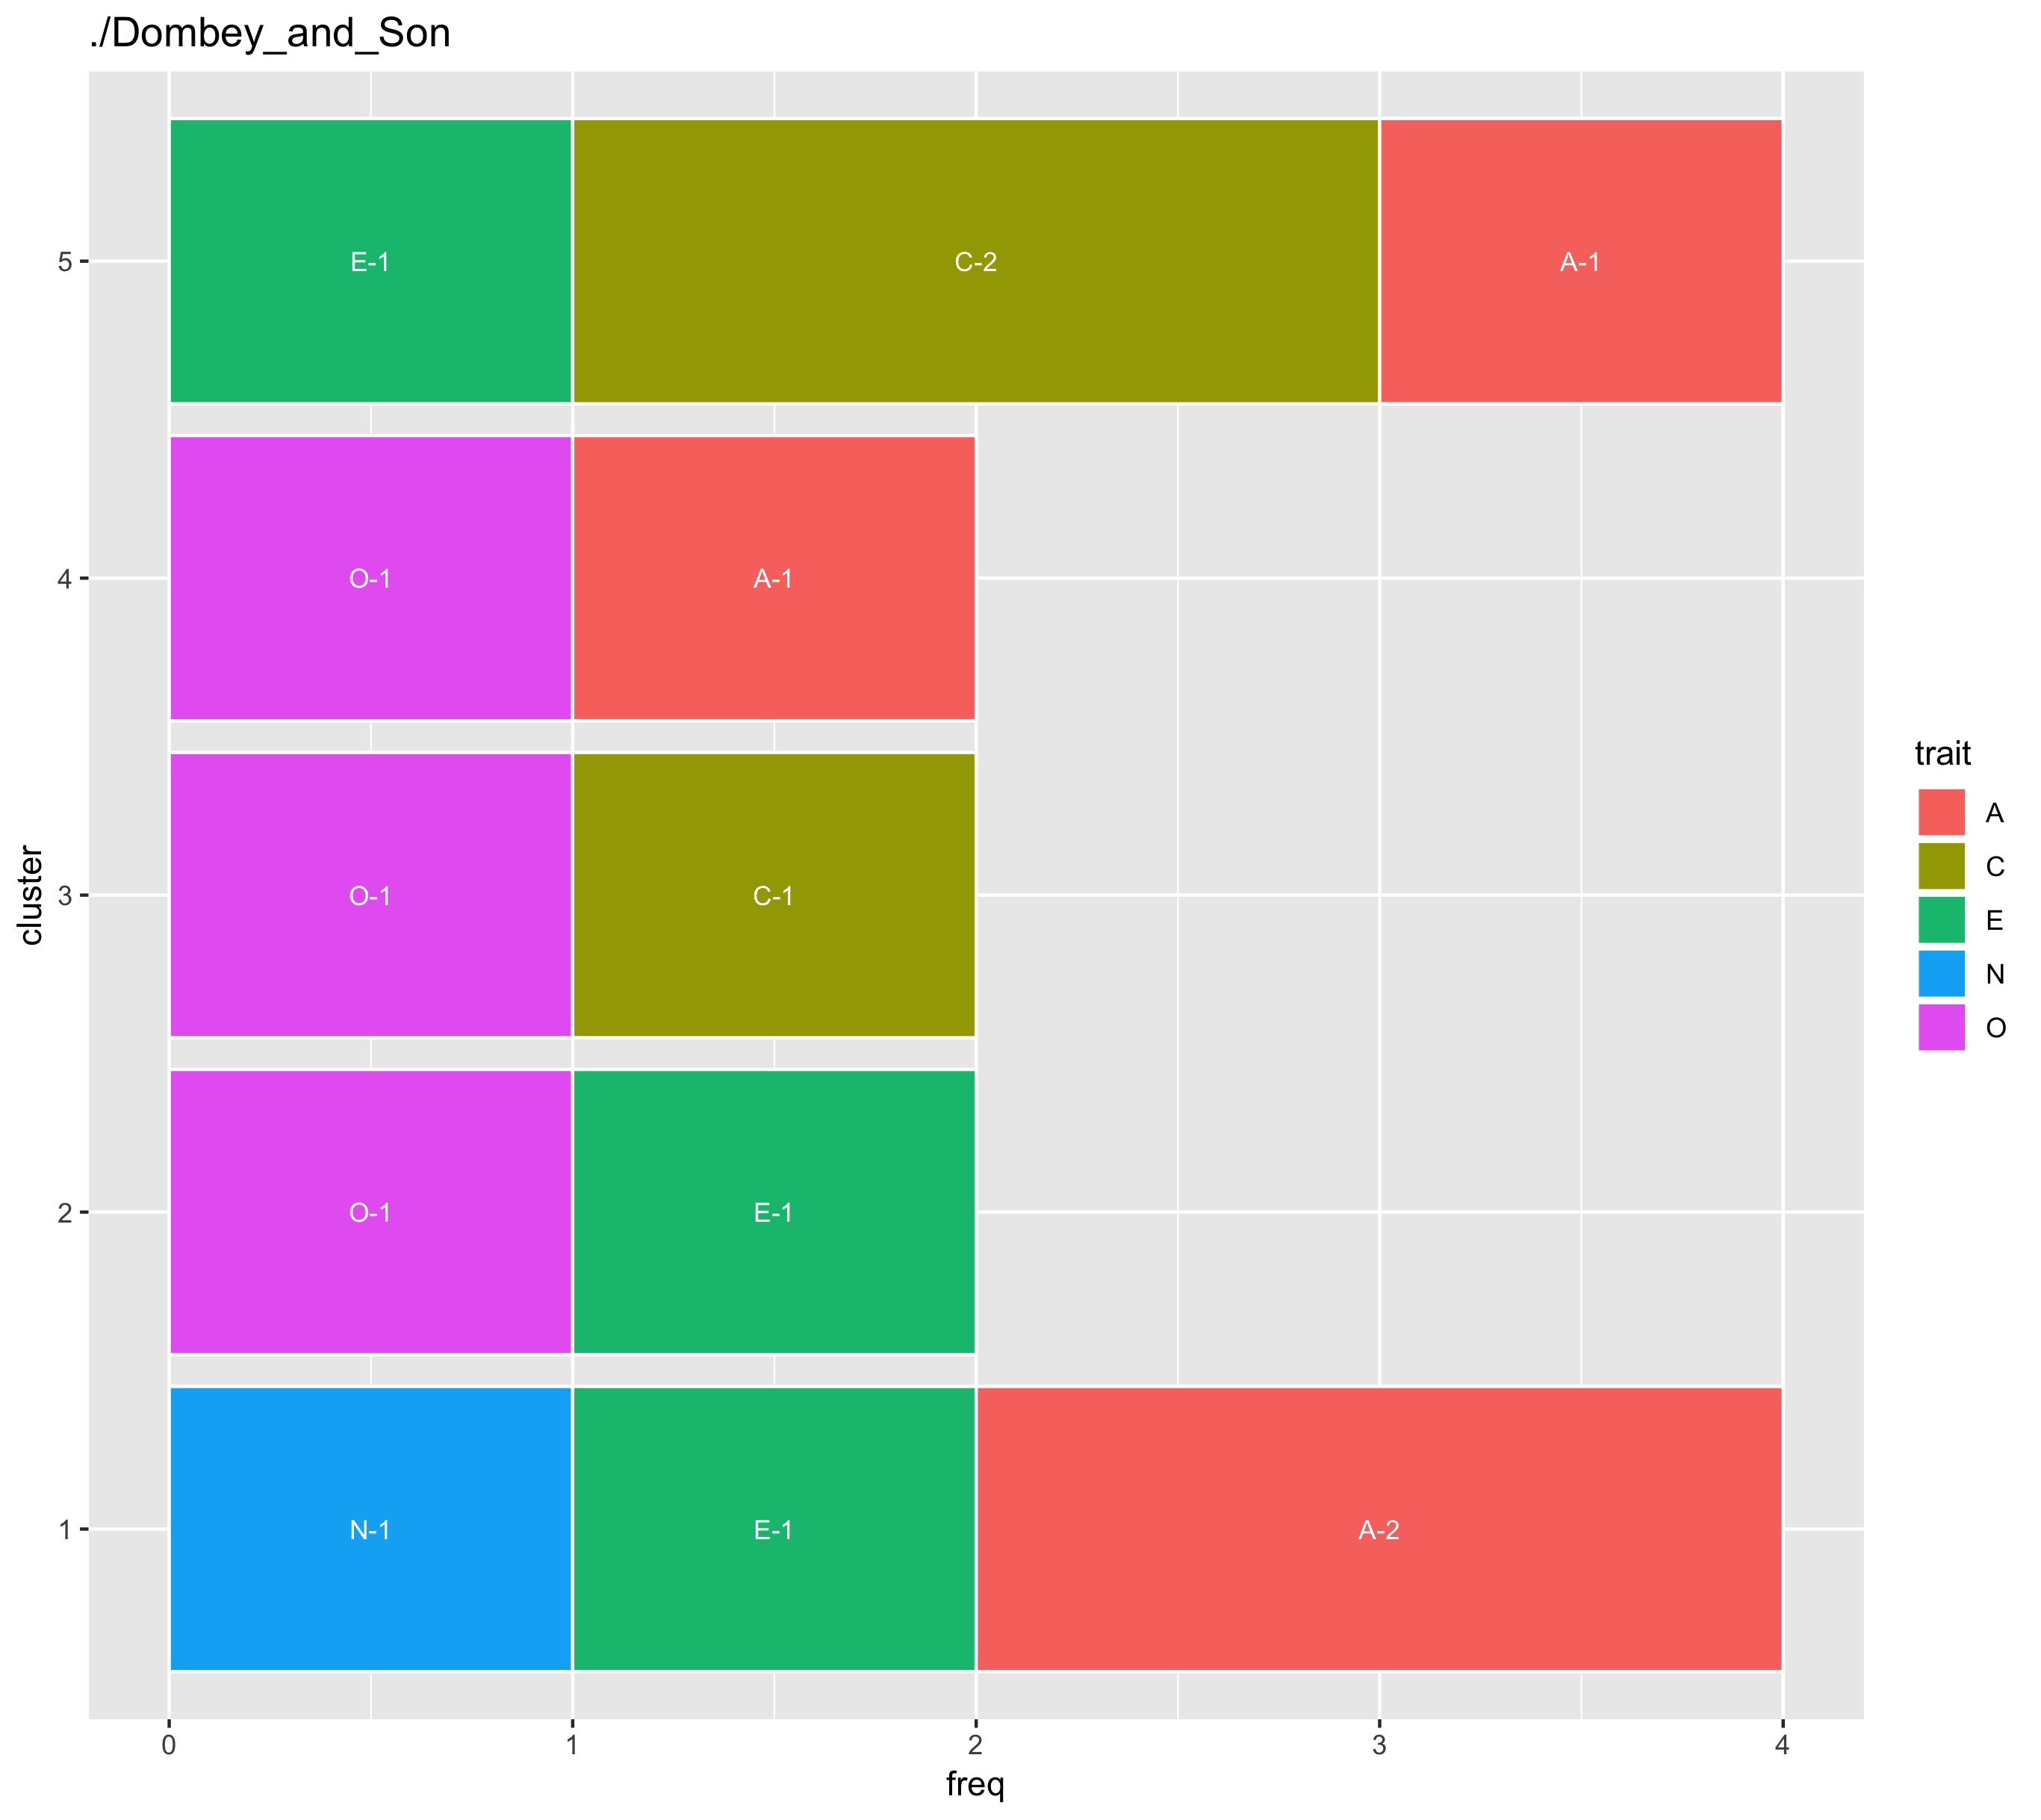 ./Dombey_and_Son
5
E-1
C-2
A-1
4
O-1
A-1
3
O-1
C-1
2
O-1
E-1
1
N-1
E-1
A-2
cluster
0
1
2
3
4
freq
trait
A
C
E
N
O